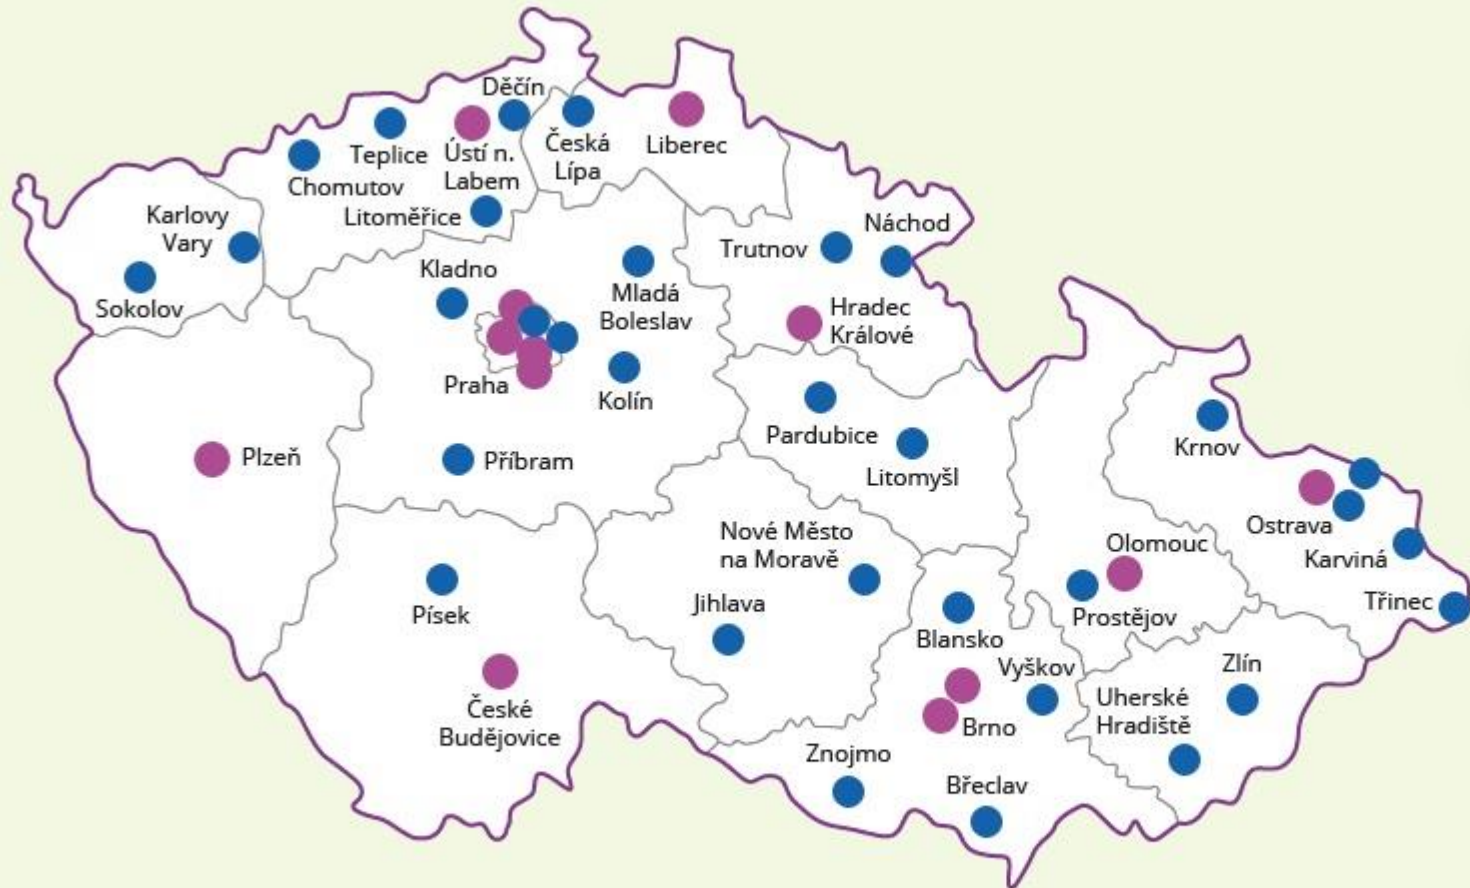 Děčín
Teplice
Ústí n.
Labem
Česká
Lípa
Liberec
Chomutov
Litoměřice
Karlovy
Vary
Sokolov
Náchod
Trutnov
Kladno
Mladá
Boleslav
Hradec
Králové
Praha
Kolín
Pardubice
Litomyšl
Krnov
Plzeň
Příbram
Ostrava
Karviná
Třinec
Nové Město
na Moravě
Olomouc
Prostějov
Písek
Jihlava
Blansko
Vyškov
Zlín
Uherské
Hradiště
České
Budějovice
Brno
Znojmo
Břeclav